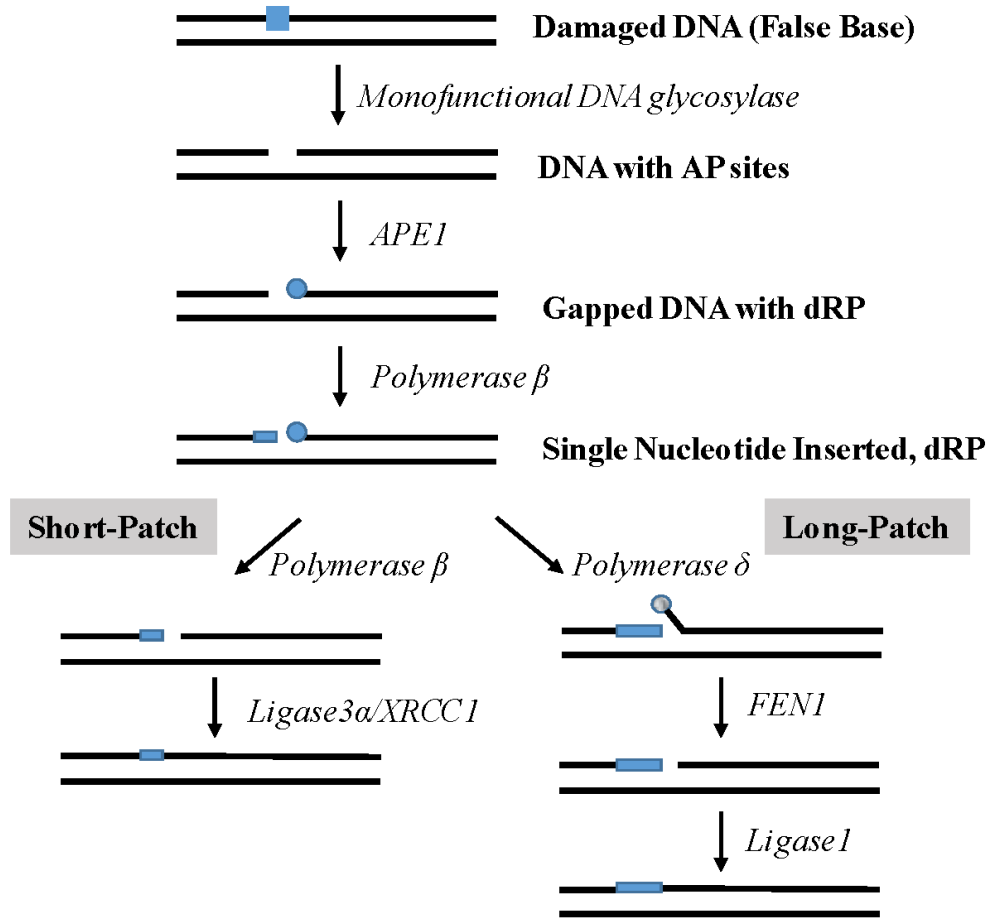 Damaged DNA (False Base)
Monofunctional DNA glycosylase
DNA with AP sites
APE1
Gapped DNA with dRP
Polymerase β
Single Nucleotide Inserted, dRP
Short-Patch
Long-Patch
Polymerase β
Polymerase δ
Ligase3α/XRCC1
FEN1
Ligase1